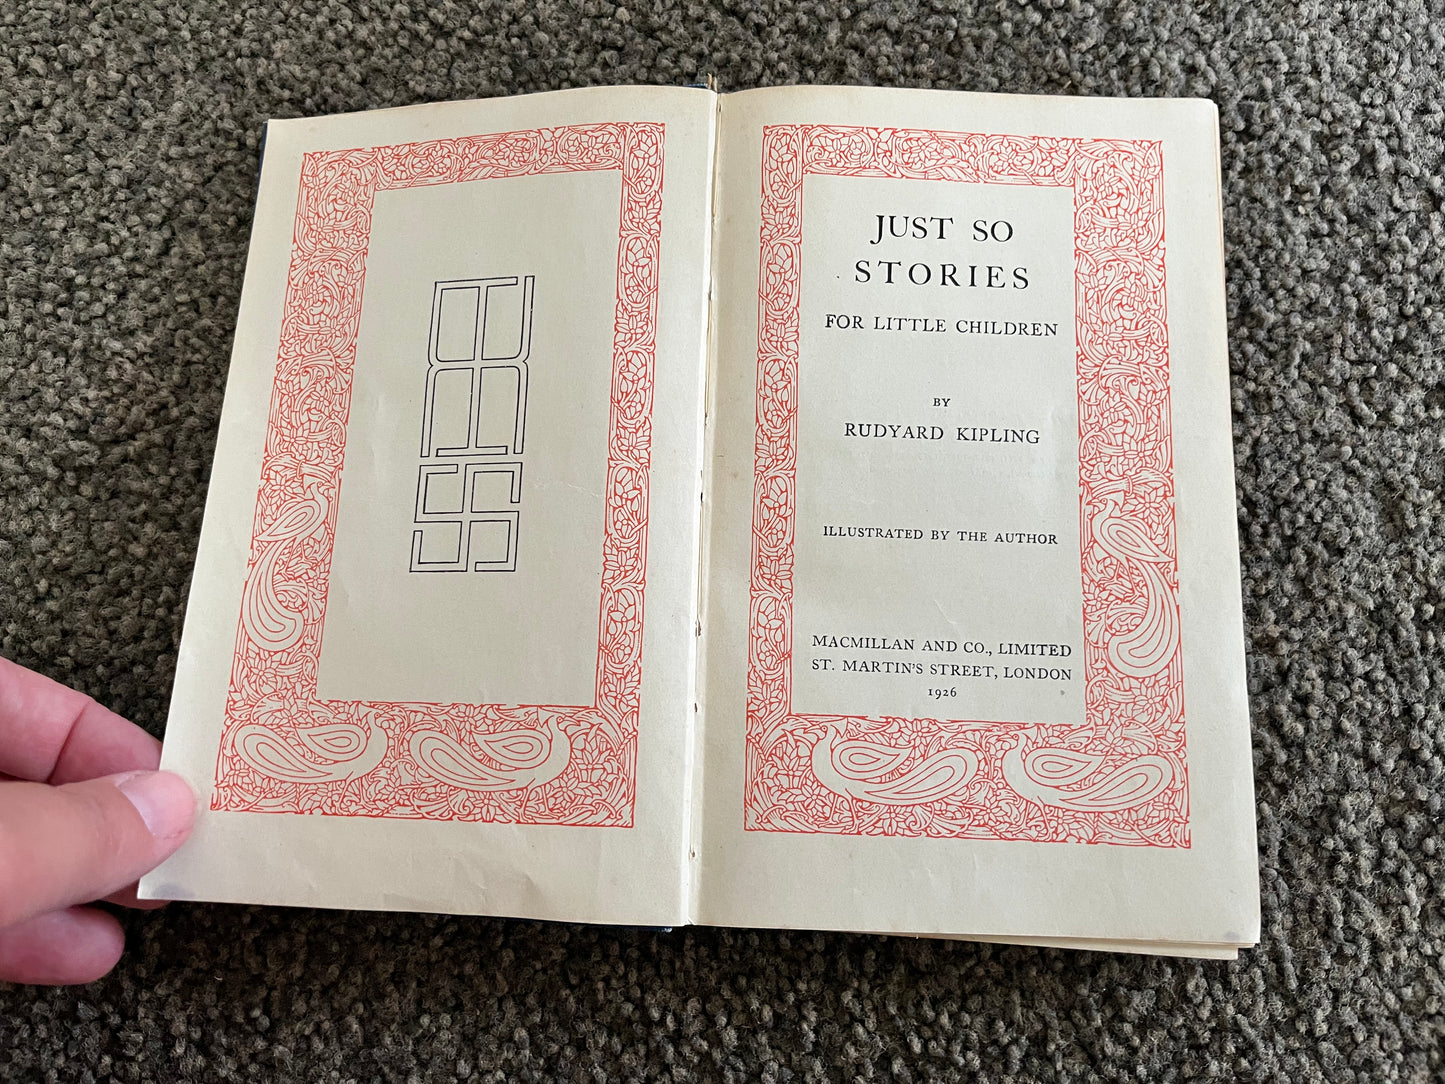 JUST SO
STORIES
FOR LITTLE CHILDREN
BY
RUDYARD KIPLING
ILLUSTRATED BY THE AUTHOR
MACMILLAN AND CO., LIMITED
ST. MARTIN'S STREET, LONDON
1926